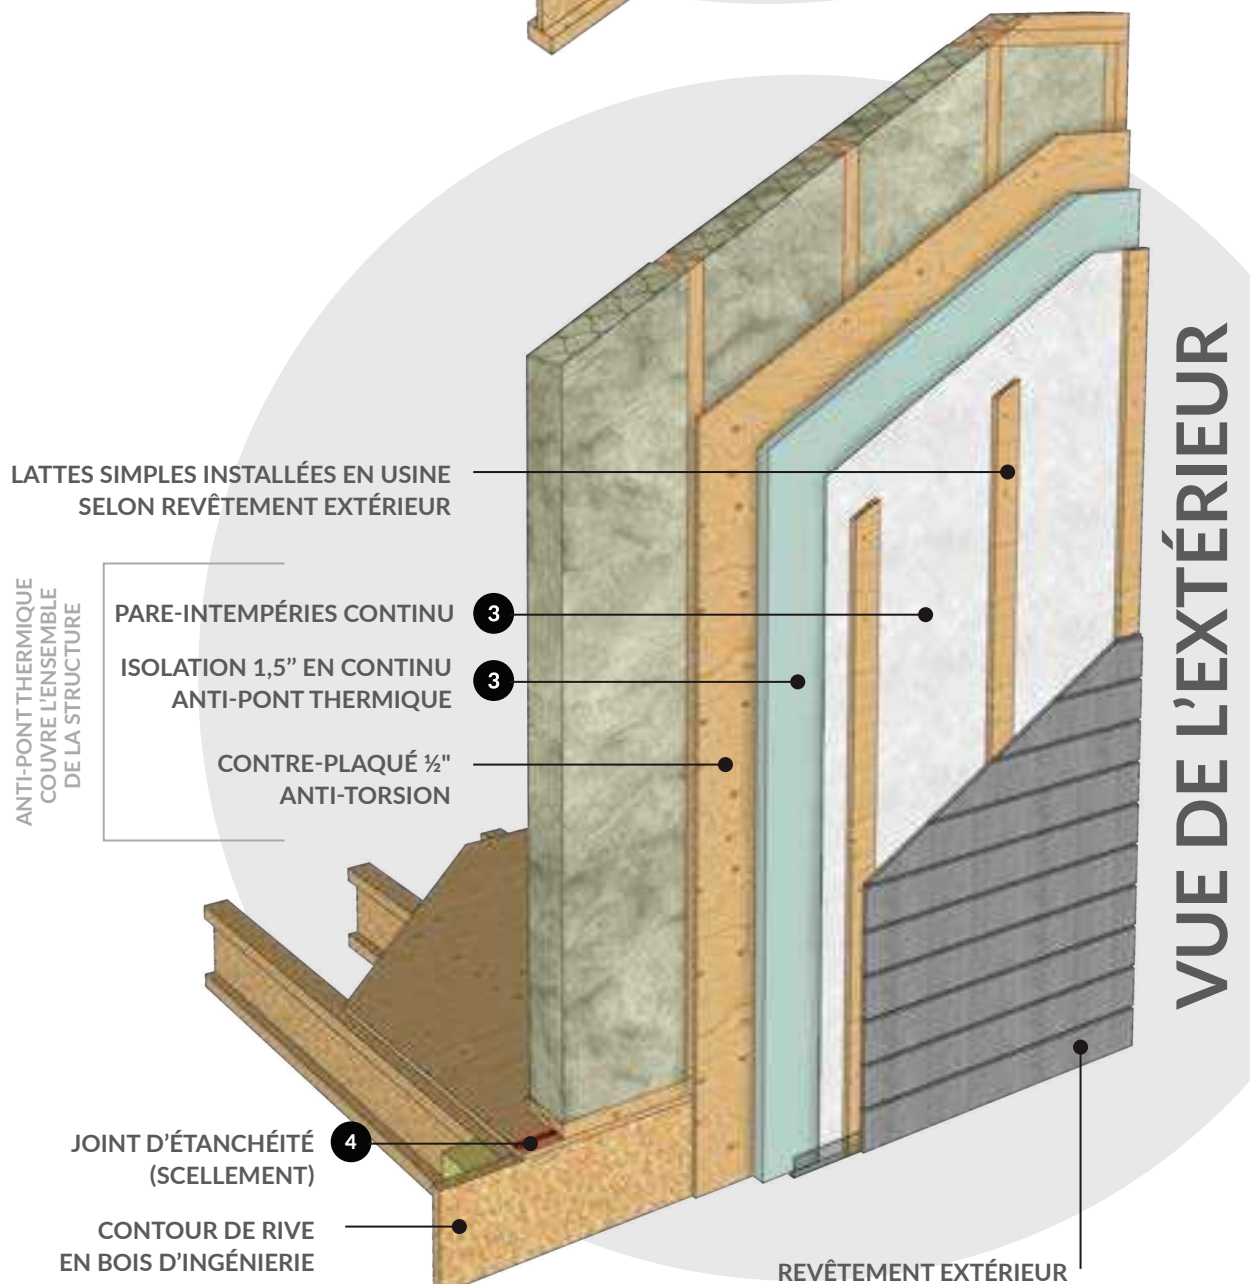 LATTES SIMPLES INSTALLÉES EN USINE
SELON REVÊTEMENT EXTÉRIEUR
ANTI-PONT THERMIQUE
COUVRE L'ENSEMBLE
DE LA STRUCTURE
PARE-INTEMPÉRIES CONTINU 3
ISOLATION 1,5” EN CONTINU 3
ANTI-PONT THERMIQUE
CONTRE-PLAQUÉ ½"
ANTI-TORSION
JOINT D’ÉTANCHÉITÉ 4
(SCELLEMENT)
CONTOUR DE RIVE
EN BOIS D’INGÉNIERIE
REVÊTEMENT EXTÉRIEUR
VUE DE L’EXTÉRIEUR